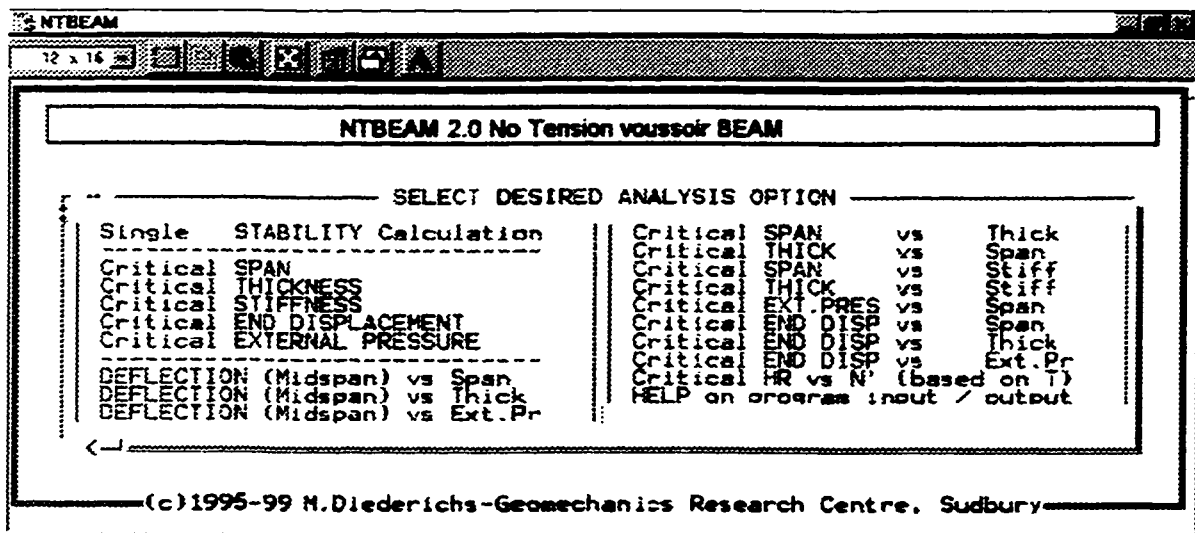 NTBEAM
12 x 16
NTBEAM 2.0 No Tension voussoir BEAM
SELECT DESIRED ANALYSIS OPTION
Single STABILITY Calculation
Critical SPAN
Critical THICKNESS
Critical STIFFNESS
Critical END DISPLACEMENT
Critical EXTERNAL PRESSURE
DEFLECTION (Midspan) vs Span
DEFLECTION (Midspan) vs Thick
DEFLECTION (Midspan) vs Ext.Pr
Critical SPAN vs Thick
Critical THICK vs Span
Critical SPAN vs Stiff
Critical THICK vs Stiff
Critical EXT.PRES vs Span
Critical END DISP vs Span
Critical END DISP vs Thick
Critical END DISP vs Ext.Pr
Critical HR vs N' (based on T)
HELP on program input / output
(c)1995-99 M.Diederichs-Geomechanics Research Centre, Sudbury